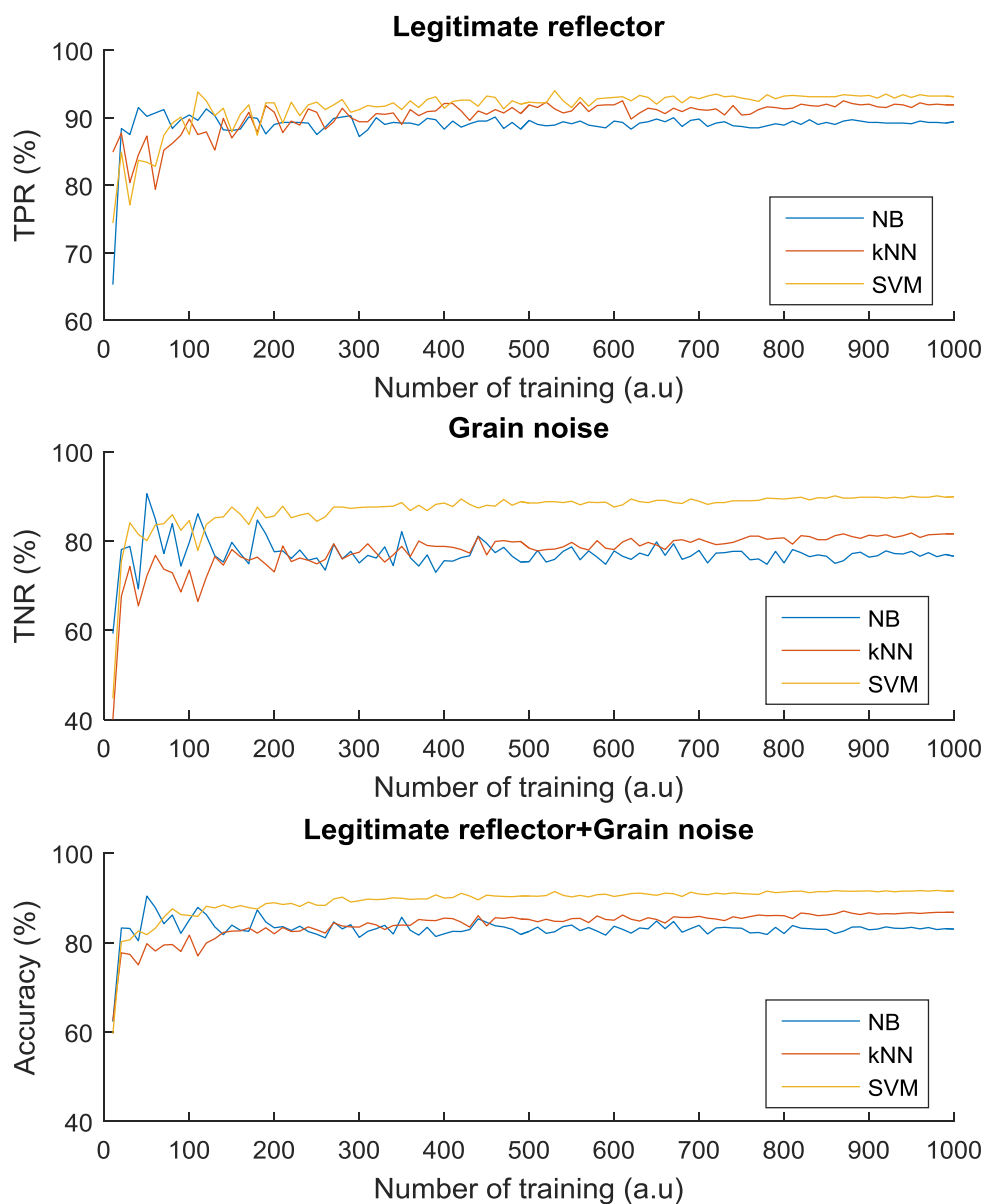 Legitimate reflector
100
90
80
70
60
TPR (%)
NB
kNN
SVM
0 100 200 300 400 500 600 700 800 900 1000
Number of training (a.u)
Grain noise
100
80
60
40
TNR (%)
NB
kNN
SVM
0 100 200 300 400 500 600 700 800 900 1000
Number of training (a.u)
Legitimate reflector+Grain noise
100
80
60
40
Accuracy (%)
NB
kNN
SVM
0 100 200 300 400 500 600 700 800 900 1000
Number of training (a.u)